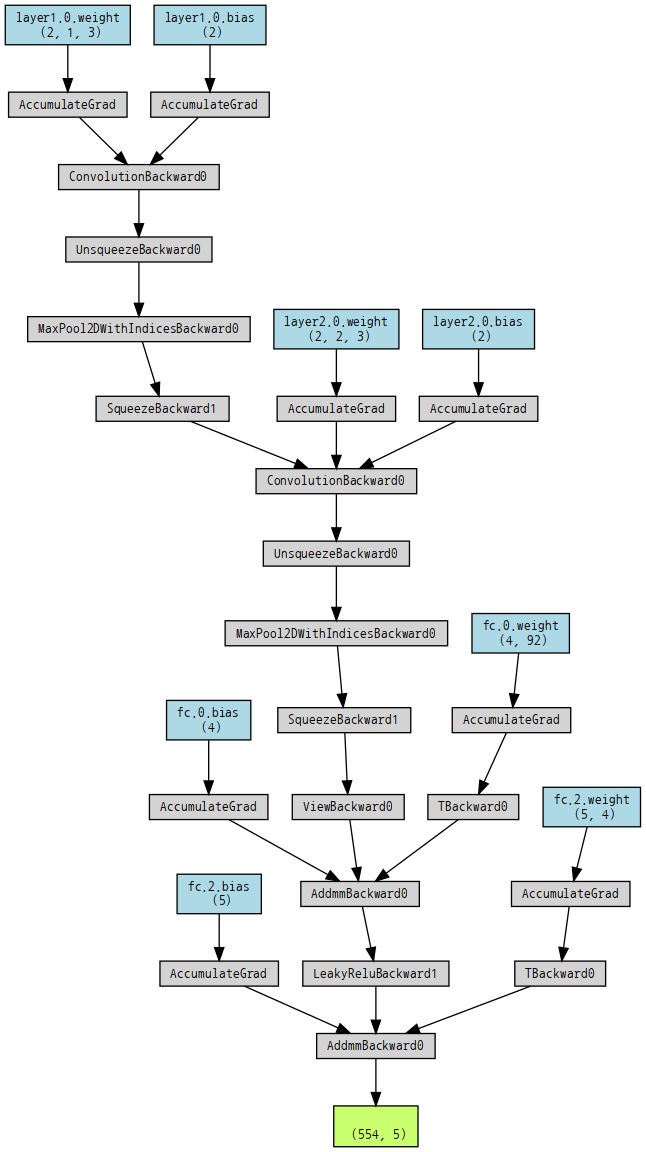 layer1.0.weight
(2, 1, 3)
layer1.0.bias
(2)
AccumulateGrad
AccumulateGrad
ConvolutionBackward0
UnsqueezeBackward0
MaxPool2DWithIndicesBackward0
layer2.0.weight
(2, 2, 3)
layer2.0.bias
(2)
SqueezeBackward1
AccumulateGrad
AccumulateGrad
ConvolutionBackward0
UnsqueezeBackward0
MaxPool2DWithIndicesBackward0
fc.0.weight
(4, 92)
fc.0.bias
(4)
SqueezeBackward1
AccumulateGrad
AccumulateGrad
ViewBackward0
TBackward0
fc.2.weight
(5, 4)
fc.2.bias
(5)
AddmmBackward0
AccumulateGrad
AccumulateGrad
LeakyReluBackward1
TBackward0
AddmmBackward0
(554, 5)